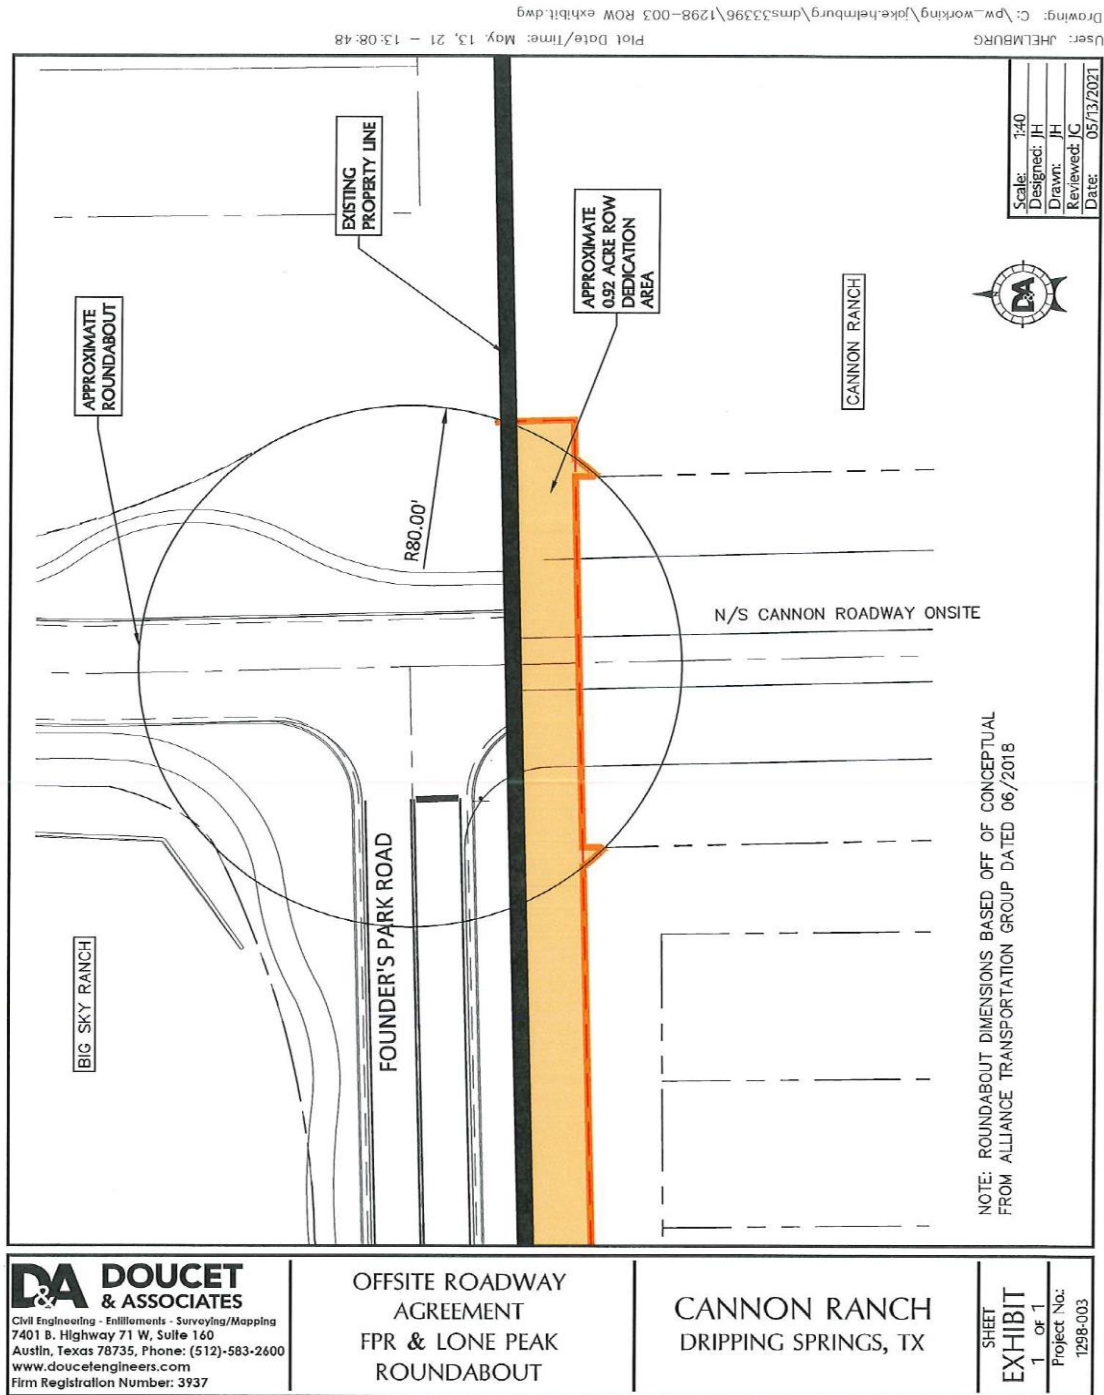 Drawing: C:\pw_working\jake.helmburg\dms33396\1298-003 ROW exhibit.dwg
User: JHELMBURG
Plot Date/Time: May. 13, 21 - 13:08:48
Scale: 1:40
Designed: JH
Drawn: JH
Reviewed: JG
Date: 05/13/2021
EXISTING
PROPERTY LINE
APPROXIMATE
0.92 ACRE ROW
DEDICATION
AREA
APPROXIMATE
ROUNDABOUT
D&A
CANNON RANCH
R80.00'
N/S CANNON ROADWAY ONSITE
FOUNDER'S PARK ROAD
BIG SKY RANCH
NOTE: ROUNDABOUT DIMENSIONS BASED OFF OF CONCEPTUAL
FROM ALLIANCE TRANSPORTATION GROUP DATED 06/2018
D&A DOUCET
& ASSOCIATES
Civil Engineering - Entitlements - Surveying/Mapping
7401 B. Highway 71 W, Suite 160
Austin, Texas 78735, Phone: (512)-583-2600
www.doucetengineers.com
Firm Registration Number: 3937
OFFSITE ROADWAY
AGREEMENT
FPR & LONE PEAK
ROUNDABOUT
CANNON RANCH
DRIPPING SPRINGS, TX
SHEET
EXHIBIT
1 OF 1
Project No.:
1298-003